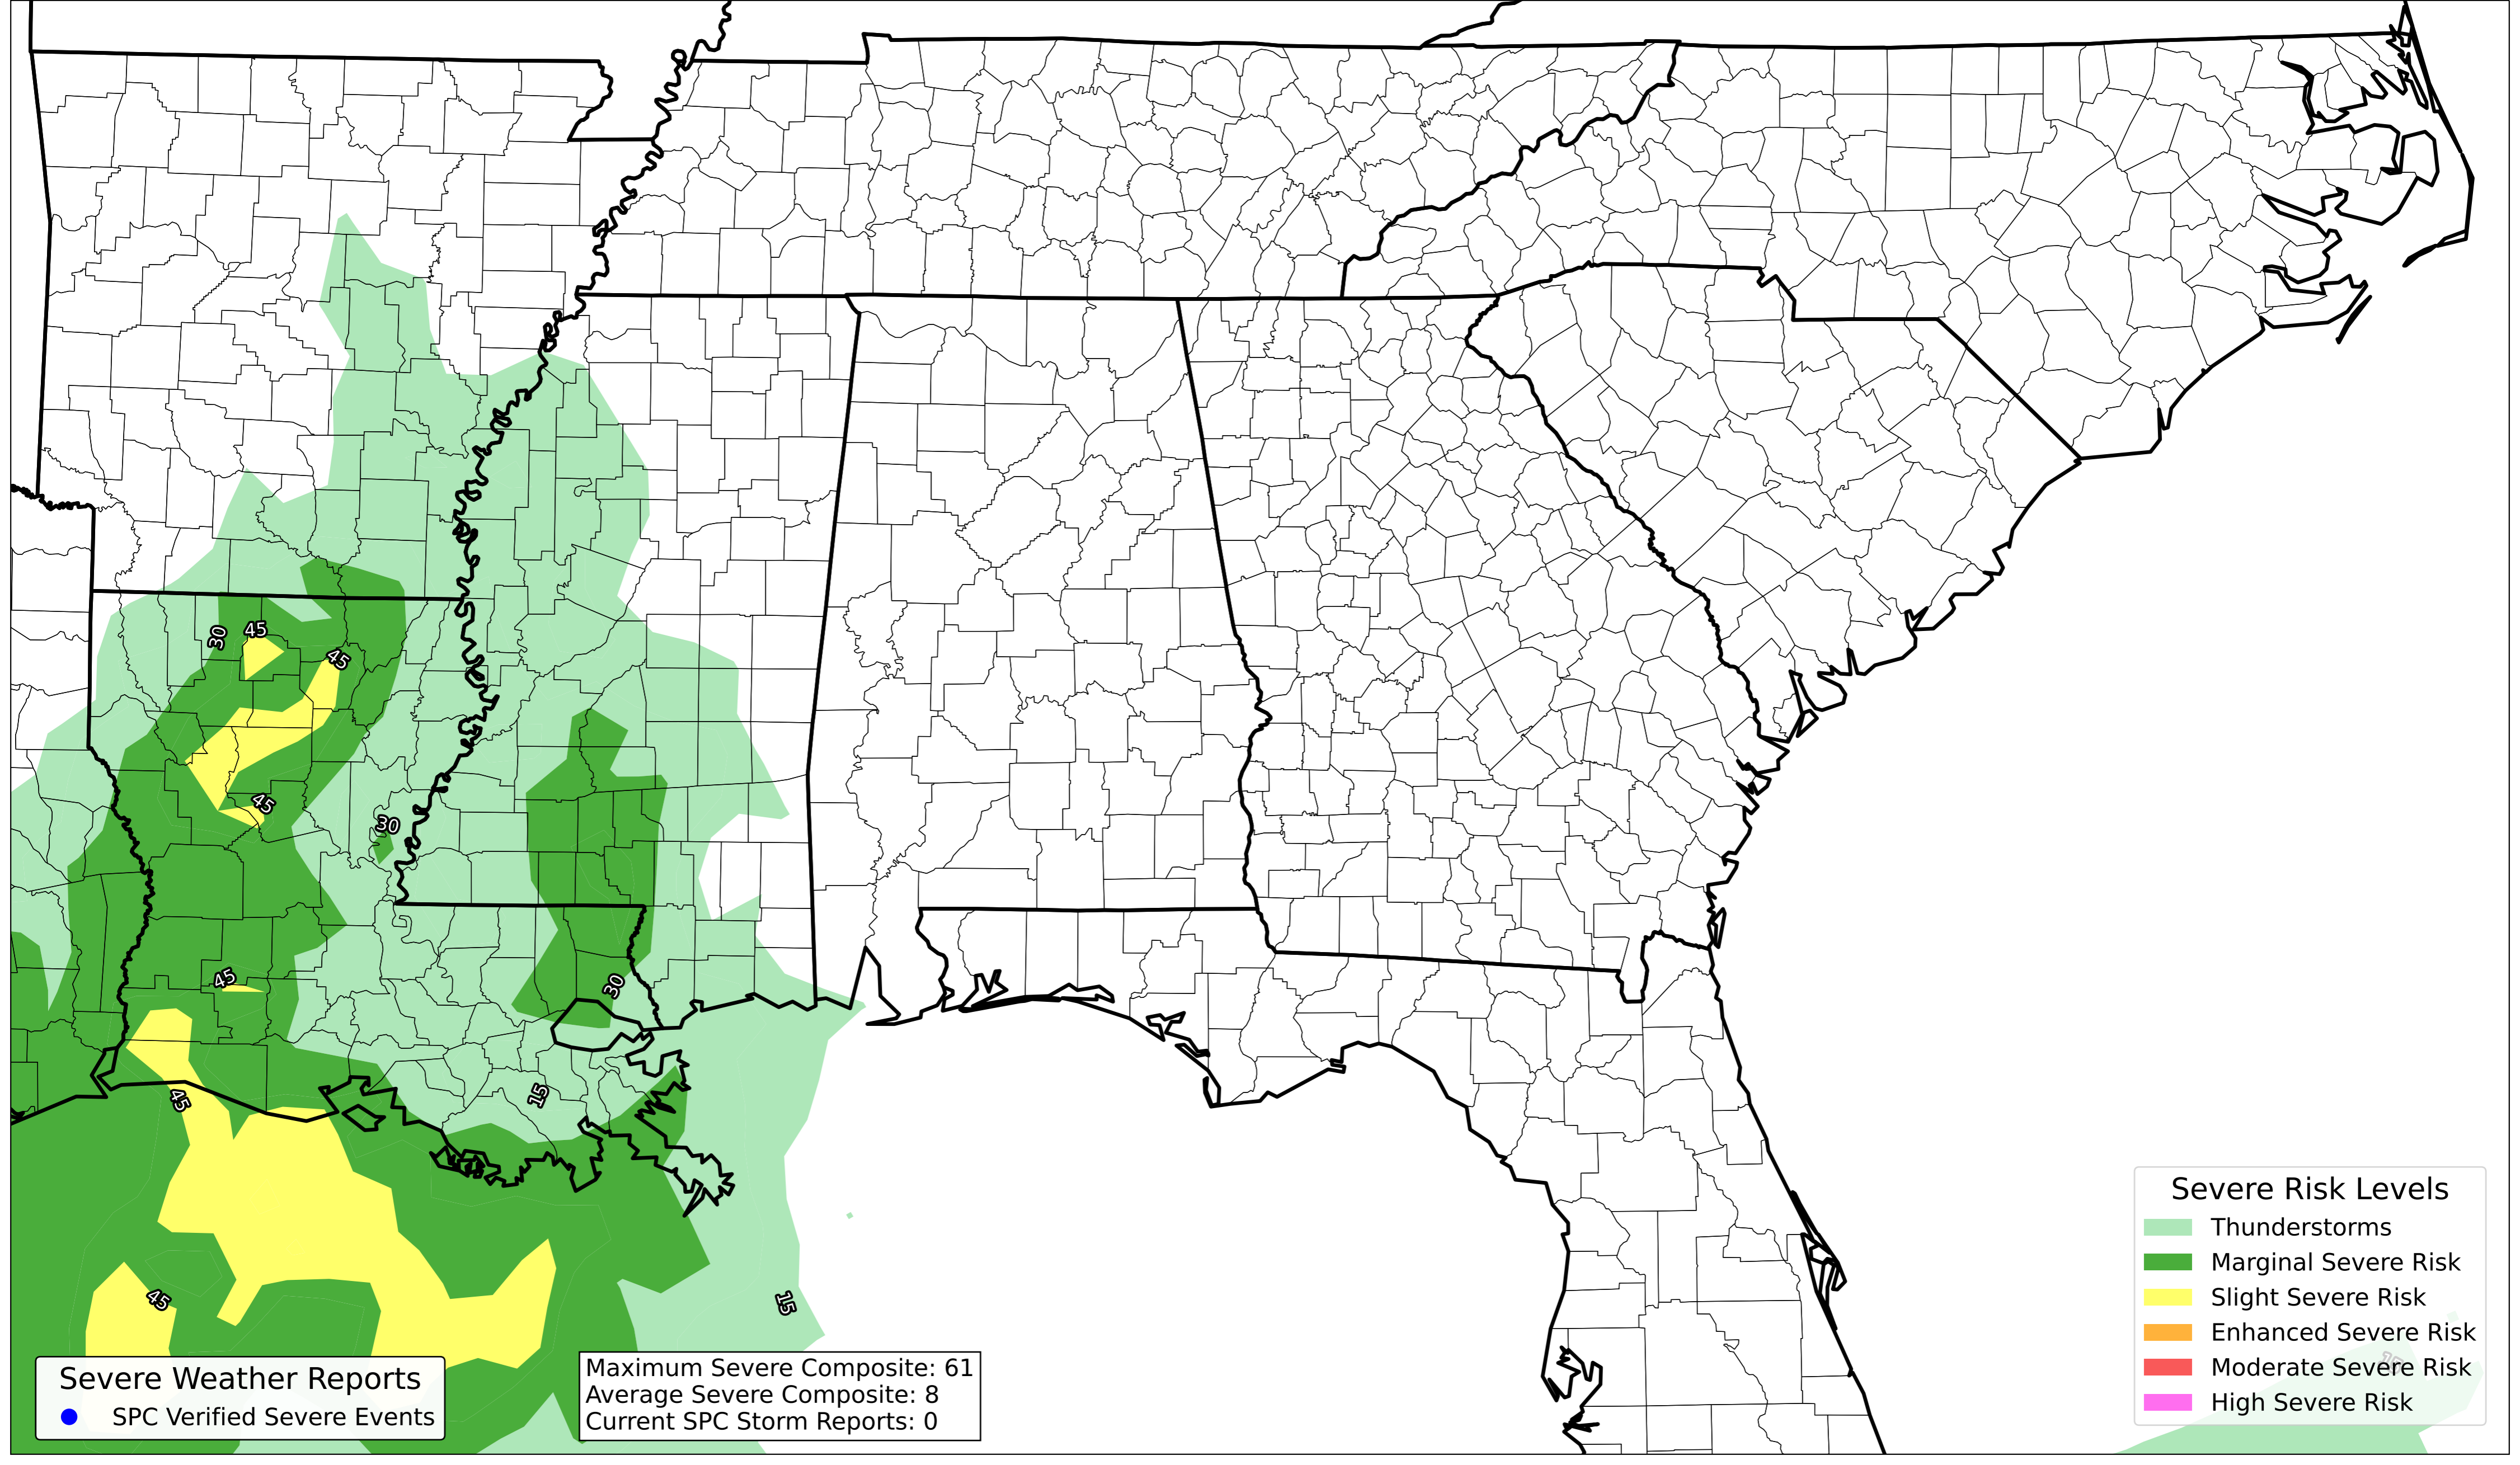 30
45
45
45
30
45
30
45
15
45
15
15
Severe Risk Levels
Thunderstorms
Marginal Severe Risk
Slight Severe Risk
Enhanced Severe Risk
Moderate Severe Risk
High Severe Risk
Severe Weather Reports
SPC Verified Severe Events
Maximum Severe Composite: 61
Average Severe Composite: 8
Current SPC Storm Reports: 0